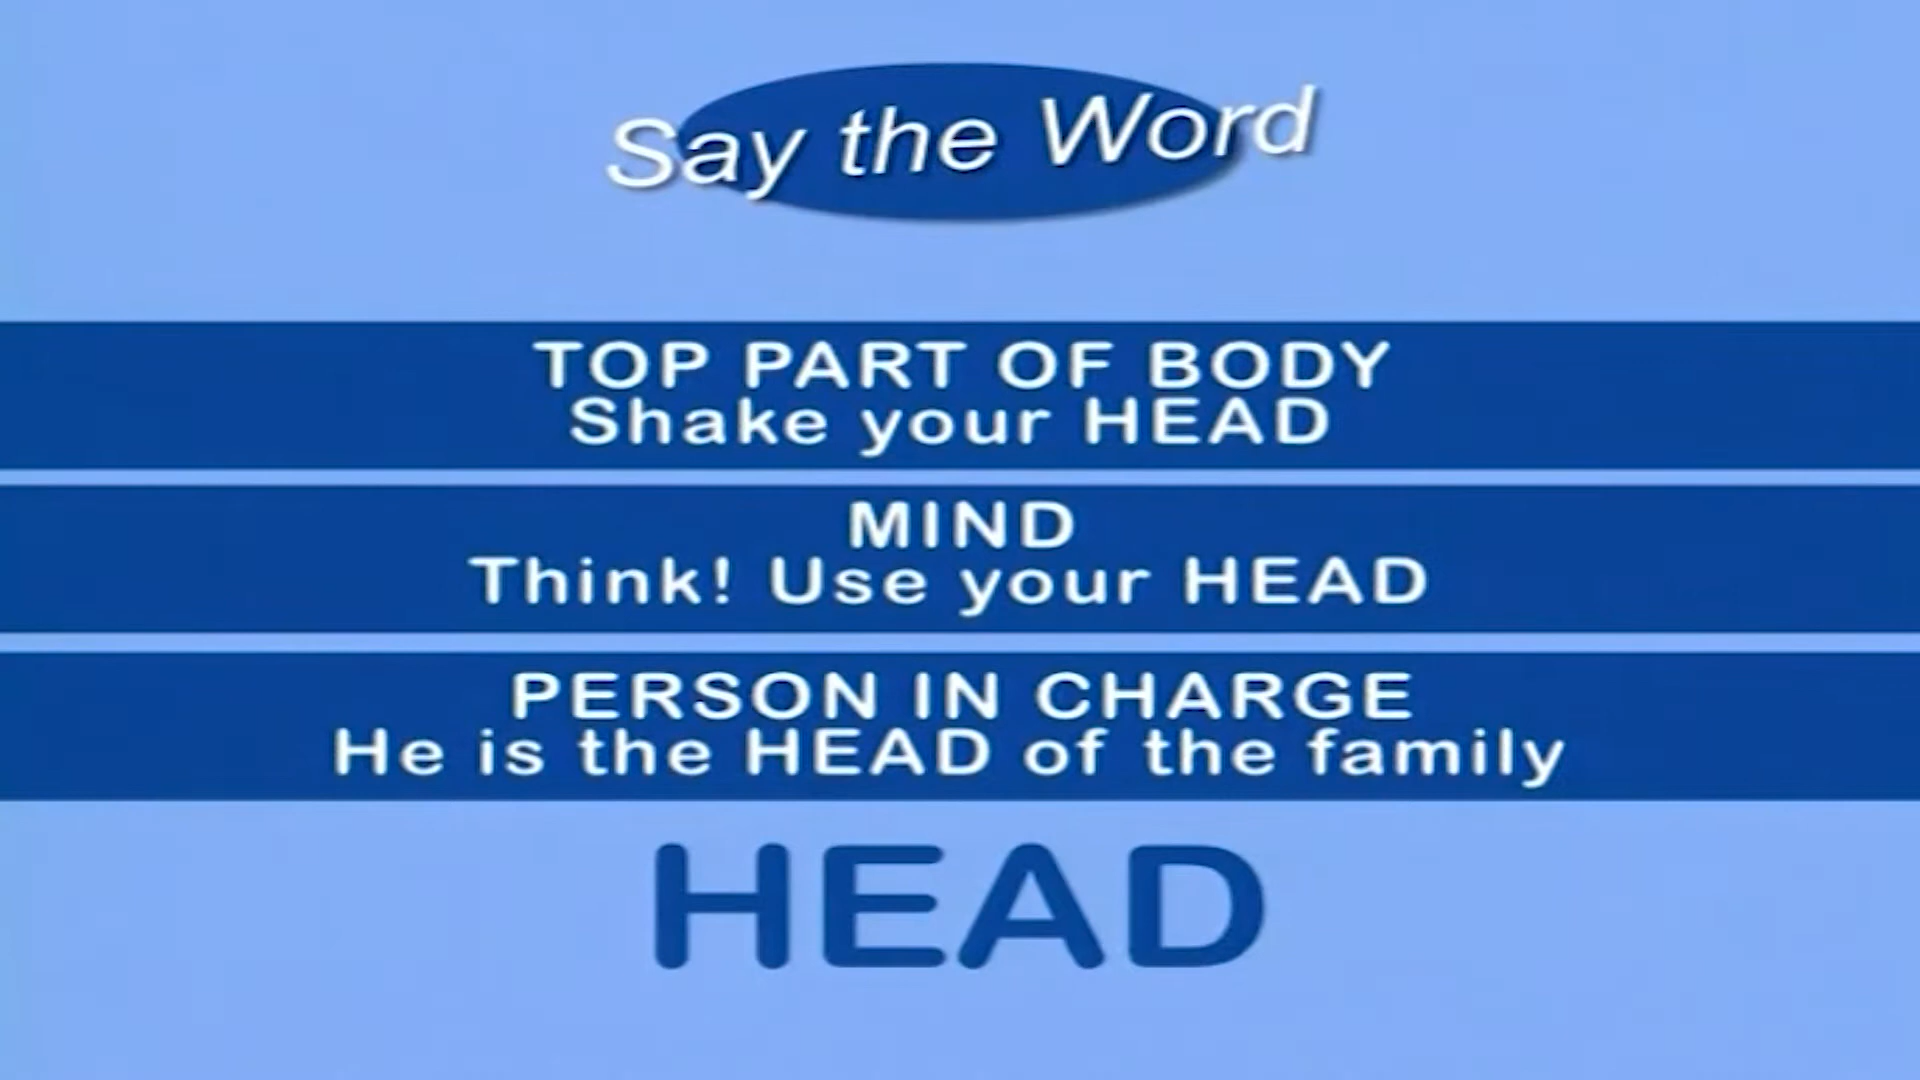 Say the Word
TOP PART OF BODY
Shake your HEAD
MIND
Think! Use your HEAD
PERSON IN CHARGE
He is the HEAD of the family
HEAD